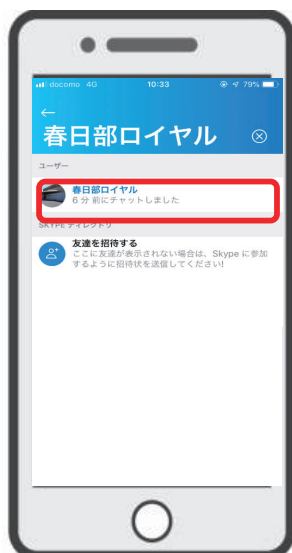 docomo 4G 10:33 79%
春日部ロイヤル
ユーザー
春日部ロイヤル
6分 前にチャットしました
SKYPE ディレクトリ
友達を招待する
ここに友達が表示されない場合は、Skype に参加
するように招待状を送信してください!